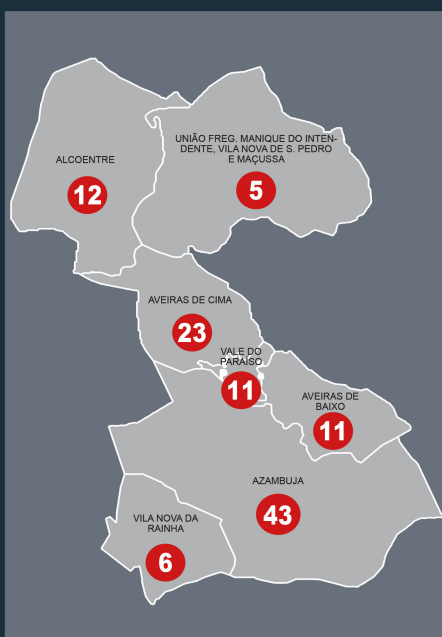 UNIÃO FREG. MANIQUE DO INTEN-
DENTE, VILA NOVA DE S. PEDRO
E MAÇUSSA
5
ALCOENTRE
12
AVEIRAS DE CIMA
23
VALE DO
PARAÍSO
11
AVEIRAS DE
BAIXO
11
AZAMBUJA
43
VILA NOVA DA
RAINHA
6